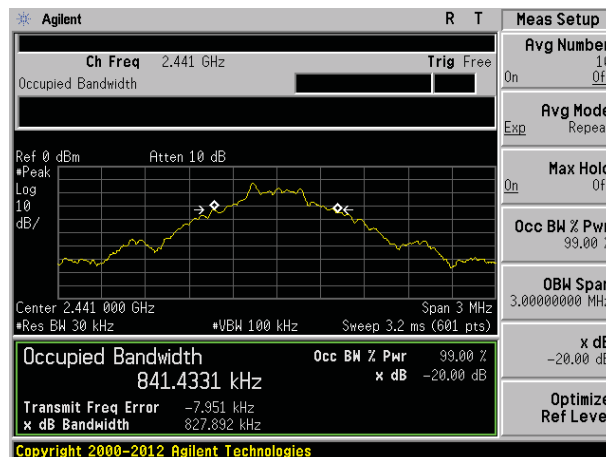 Agilent R T Meas Setup
Ch Freq 2.441 GHz Trig Free
Occupied Bandwidth
Avg Number
On
Avg Mode
Exp
Max Hold
On
Occ BW % Pwr
99.00 %
OBW Span
3.00000000 MHz
x dB
-20.00 dB
Optimize
Ref Level
Ref 0 dBm Atten 10 dB
#Peak
Log
10
dB/
Center 2.441 000 GHz Span 3 MHz
#Res BW 30 kHz #VBW 100 kHz Sweep 3.2 ms (601 pts)
Occupied Bandwidth Occ BW % Pwr 99.00 %
841.4331 kHz x dB -20.00 dB
Transmit Freq Error -7.951 kHz
x dB Bandwidth 827.892 kHz
Copyright 2000-2012 Agilent Technologies